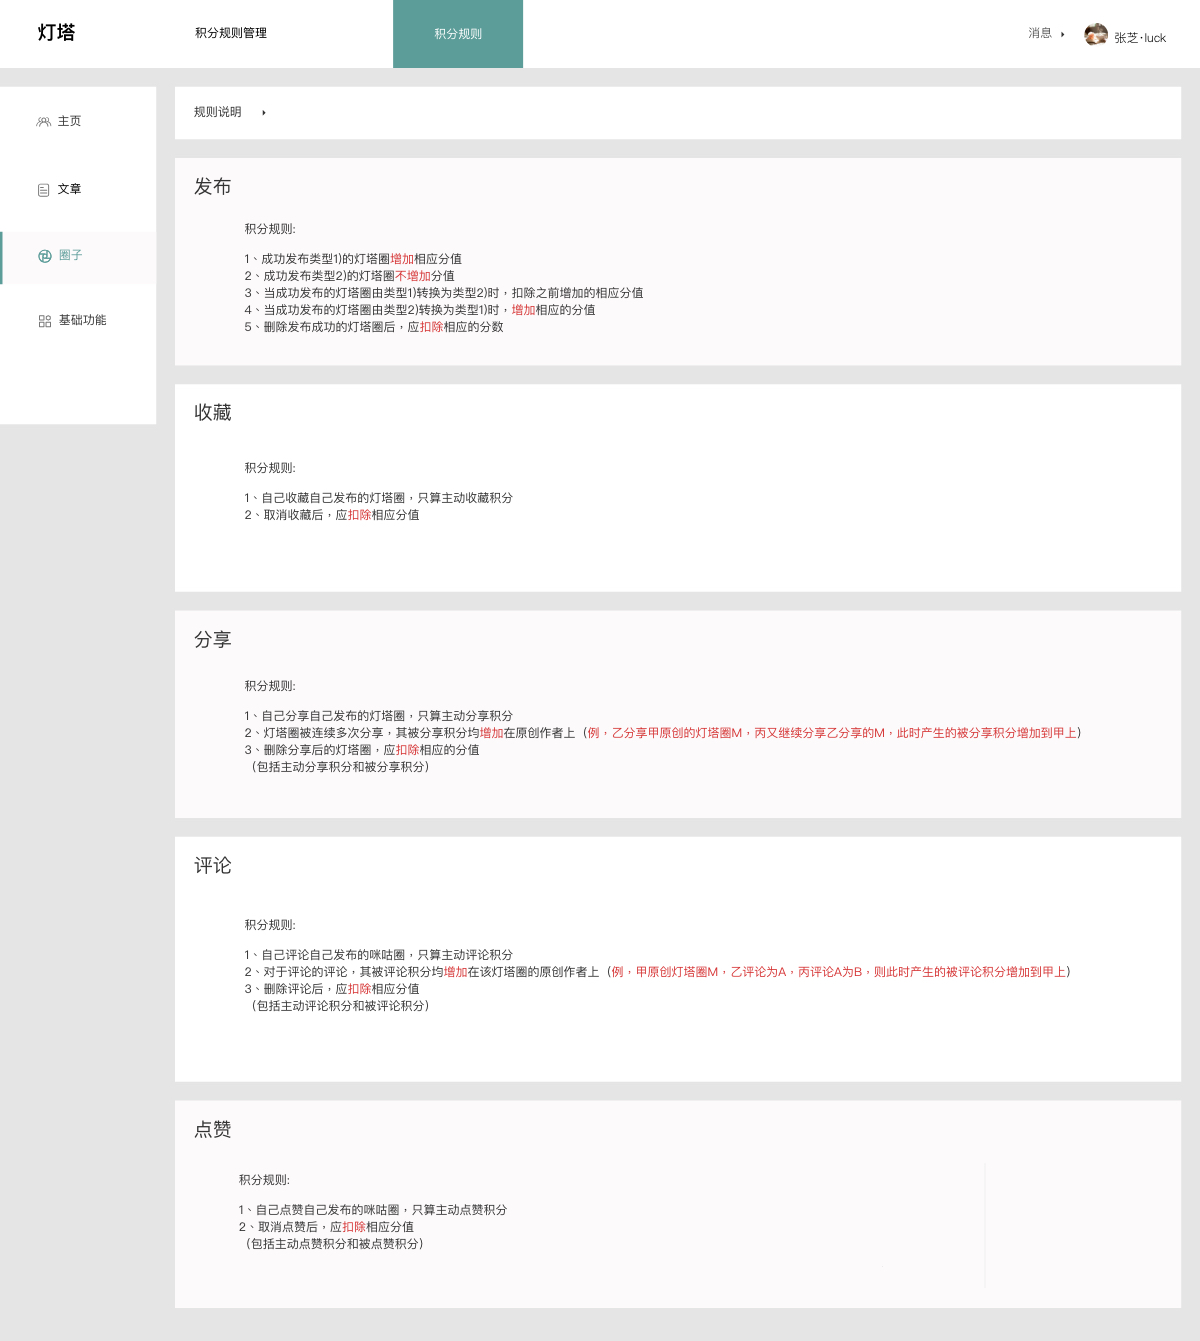 灯塔
积分规则管理
积分规则
消息
张芝·luck
主页
文章
圈子
基础功能
规则说明
发布
积分规则:
1、成功发布类型1)的灯塔圈增加相应分值
2、成功发布类型2)的灯塔圈不增加分值
3、当成功发布的灯塔圈由类型1)转换为类型2)时，扣除之前增加的相应分值
4、当成功发布的灯塔圈由类型2)转换为类型1)时，增加相应的分值
5、删除发布成功的灯塔圈后，应扣除相应的分数
收藏
积分规则:
1、自己收藏自己发布的灯塔圈，只算主动收藏积分
2、取消收藏后，应扣除相应分值
分享
积分规则:
1、自己分享自己发布的灯塔圈，只算主动分享积分
2、灯塔圈被连续多次分享，其被分享积分均增加在原创作者上（例，乙分享甲原创的灯塔圈M，丙又继续分享乙分享的M，此时产生的被分享积分增加到甲上）
3、删除分享后的灯塔圈，应扣除相应的分值
（包括主动分享积分和被分享积分）
评论
积分规则:
1、自己评论自己发布的咪咕圈，只算主动评论积分
2、对于评论的评论，其被评论积分均增加在该灯塔圈的原创作者上（例，甲原创灯塔圈M，乙评论为A，丙评论A为B，则此时产生的被评论积分增加到甲上）
3、删除评论后，应扣除相应分值
（包括主动评论积分和被评论积分）
点赞
积分规则:
1、自己点赞自己发布的咪咕圈，只算主动点赞积分
2、取消点赞后，应扣除相应分值
（包括主动点赞积分和被点赞积分）